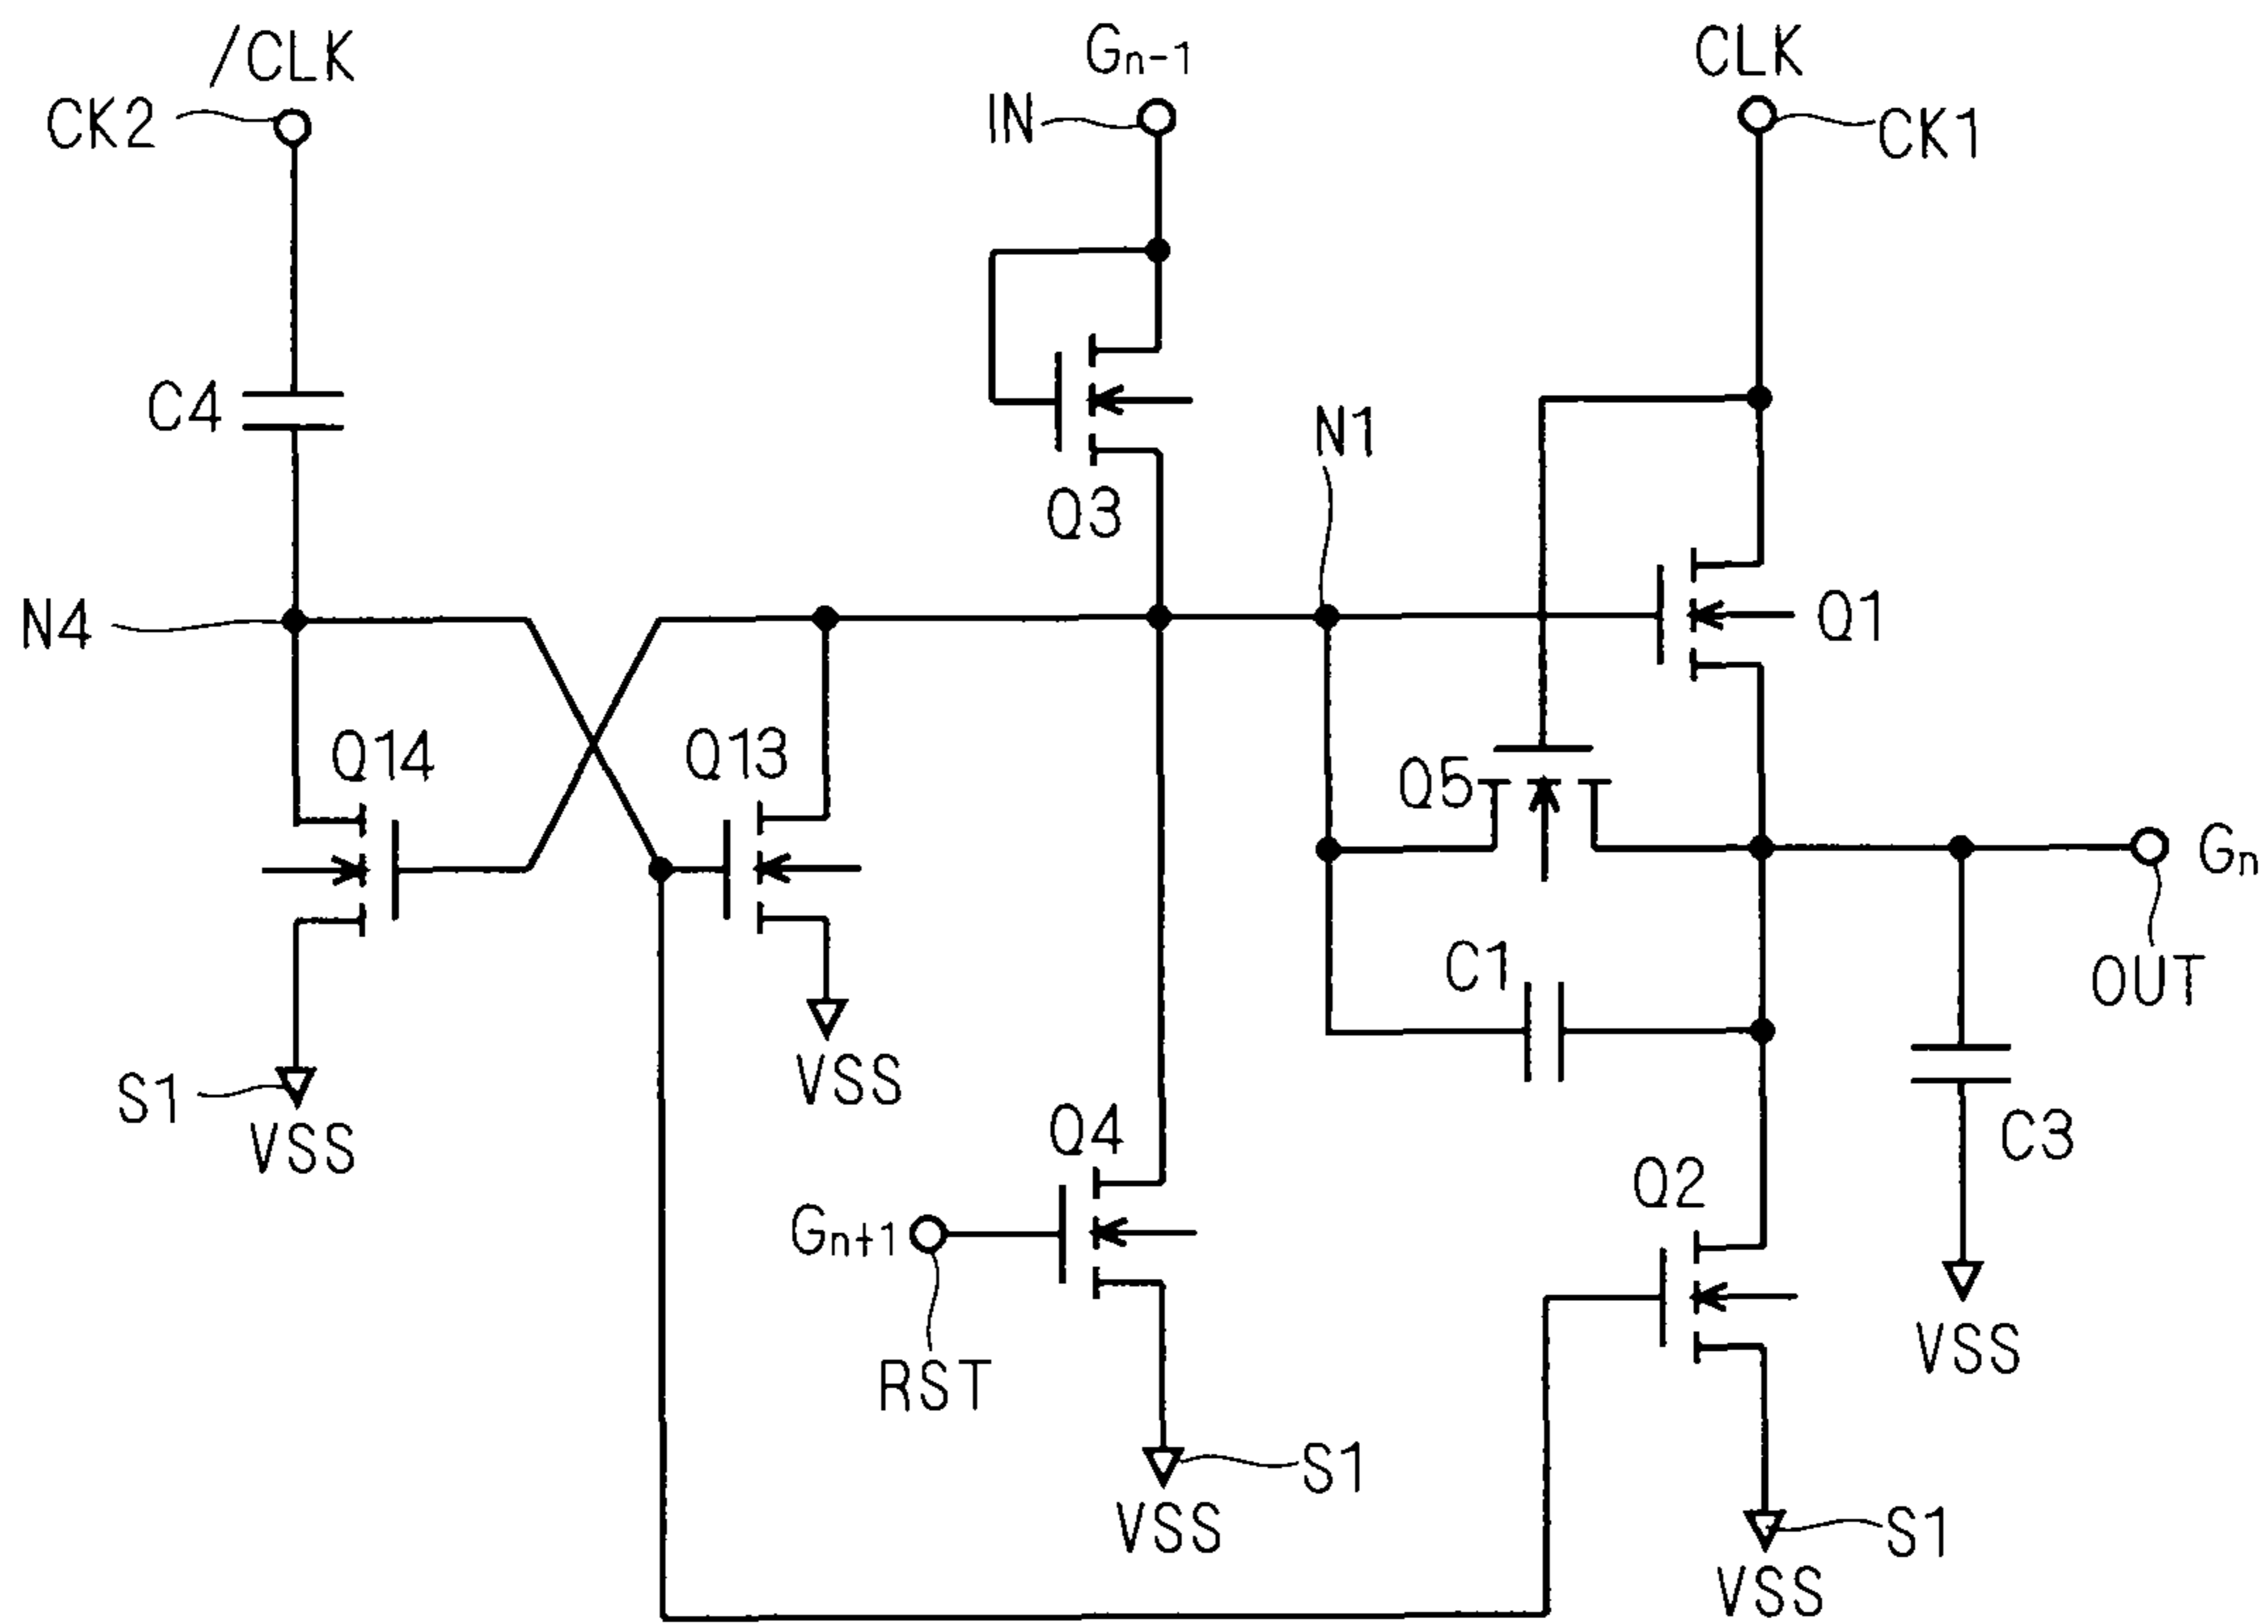 /CLK
CK2
Gn-1
IN
CLK
CK1
C4
N1
Q3
N4
Q1
Q14
Q13
Q5
Gn
C1
OUT
S1
VSS
VSS
Q4
C3
Q2
Gn+1
RST
VSS
S1
VSS
S1
VSS